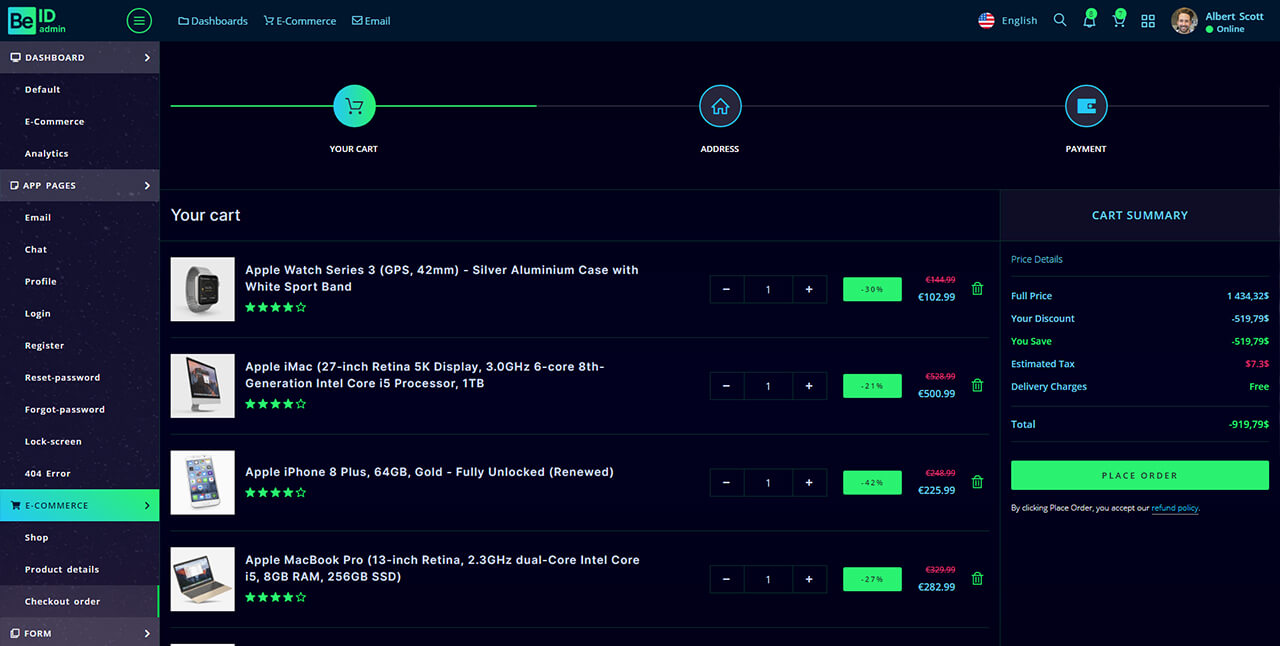 Be ID
admin
Dashboards E-Commerce Email
English
8
7
Albert Scott
Online
DASHBOARD
Default
E-Commerce
Analytics
APP PAGES
Email
Chat
Profile
Login
Register
Reset-password
Forgot-password
Lock-screen
404 Error
E-COMMERCE
Shop
Product details
Checkout order
FORM
YOUR CART
ADDRESS
PAYMENT
Your cart
Apple Watch Series 3 (GPS, 42mm) - Silver Aluminium Case with
White Sport Band
- 1 +
-30%
€144.99
€102.99
Apple iMac (27-inch Retina 5K Display, 3.0GHz 6-core 8th-
Generation Intel Core i5 Processor, 1TB
- 1 +
-21%
€528.99
€500.99
Apple iPhone 8 Plus, 64GB, Gold - Fully Unlocked (Renewed)
- 1 +
-42%
€248.99
€225.99
Apple MacBook Pro (13-inch Retina, 2.3GHz dual-Core Intel Core
i5, 8GB RAM, 256GB SSD)
- 1 +
-27%
€329.99
€282.99
CART SUMMARY
Price Details
Full Price 1 434,32$
Your Discount -519,79$
You Save -519,79$
Estimated Tax $7.3$
Delivery Charges Free
Total -919,79$
PLACE ORDER
By clicking Place Order, you accept our refund policy.